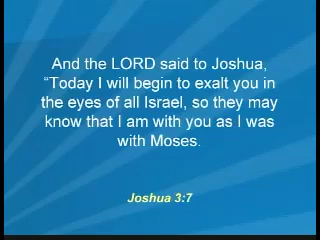 And the LORD said to Joshua,
“Today I will begin to exalt you in
the eyes of all Israel, so they may
know that I am with you as I was
with Moses.
Joshua 3:7